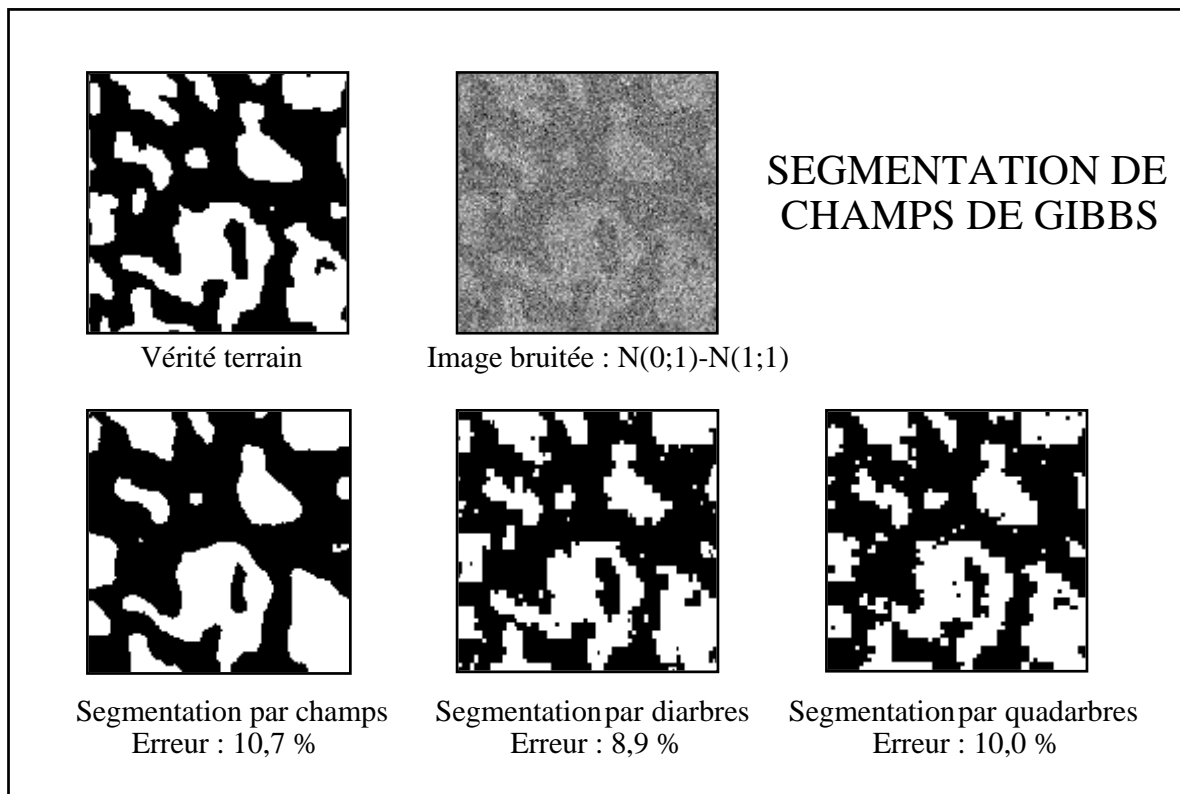 SEGMENTATION DE
CHAMPS DE GIBBS
Vérité terrain
Image bruitée : N(0;1)-N(1;1)
Segmentation par champs
Erreur : 10,7 %
Segmentation par diarbres
Erreur : 8,9 %
Segmentation par quadarbres
Erreur : 10,0 %